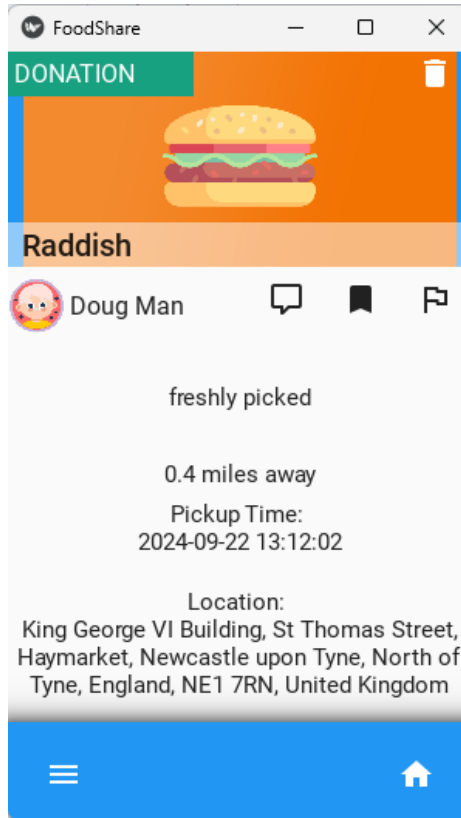 FoodShare
DONATION
Raddish
Doug Man
freshly picked
0.4 miles away
Pickup Time:
2024-09-22 13:12:02
Location:
King George VI Building, St Thomas Street,
Haymarket, Newcastle upon Tyne, North of
Tyne, England, NE1 7RN, United Kingdom